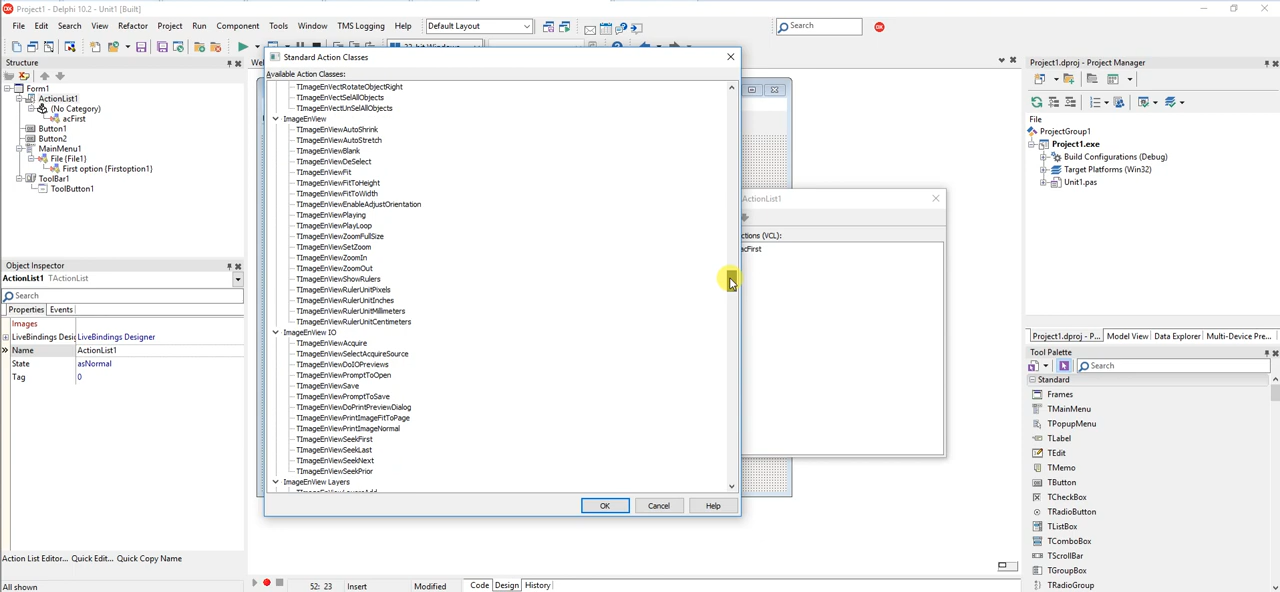 Project1 - Delphi 10.2 - Unit1 [Built]
File Edit Search View Refactor Project Run Component Tools Window TMS Logging Help
Default Layout
Search
Structure
Form1
ActionList1
(No Category)
acFirst
Button1
Button2
MainMenu1
File {File1}
First option {Firstoption1}
ToolBar1
ToolButton1
Object Inspector
ActionList1 TActionList
Search
Properties Events
Images
LiveBindings Desig LiveBindings Designer
Name ActionList1
State asNormal
Tag 0
Action List Editor... Quick Edit... Quick Copy Name
All shown
Standard Action Classes
Available Action Classes:
TImageEnVectRotateObjectRight
TImageEnVectSelAllObjects
TImageEnVectUnSelAllObjects
ImageEnView
TImageEnViewAutoShrink
TImageEnViewAutoStretch
TImageEnViewBlank
TImageEnViewDeSelect
TImageEnViewFit
TImageEnViewFitToHeight
TImageEnViewFitToWidth
TImageEnViewEnableAdjustOrientation
TImageEnViewPlaying
TImageEnViewPlayLoop
TImageEnViewZoomFullSize
TImageEnViewSetZoom
TImageEnViewZoomIn
TImageEnViewZoomOut
TImageEnViewShowRulers
TImageEnViewRulerUnitPixels
TImageEnViewRulerUnitInches
TImageEnViewRulerUnitMillimeters
TImageEnViewRulerUnitCentimeters
ImageEnView IO
TImageEnViewAcquire
TImageEnViewSelectAcquireSource
TImageEnViewDoIOPreviews
TImageEnViewPromptToOpen
TImageEnViewSave
TImageEnViewPromptToSave
TImageEnViewDoPrintPreviewDialog
TImageEnViewPrintImageFitToPage
TImageEnViewPrintImageNormal
TImageEnViewSeekFirst
TImageEnViewSeekLast
TImageEnViewSeekNext
TImageEnViewSeekPrior
ImageEnView Layers
OK Cancel Help
ActionList1
ctions (VCL):
acFirst
52: 23 Insert Modified Code Design History
Project1.dproj - Project Manager
File
ProjectGroup1
Project1.exe
Build Configurations (Debug)
Target Platforms (Win32)
Unit1.pas
Project1.dproj - P... Model View Data Explorer Multi-Device Pre...
Tool Palette
Search
Standard
Frames
TMainMenu
TPopupMenu
TLabel
TEdit
TMemo
TButton
TCheckBox
TRadioButton
TListBox
TComboBox
TScrollBar
TGroupBox
TRadioGroup